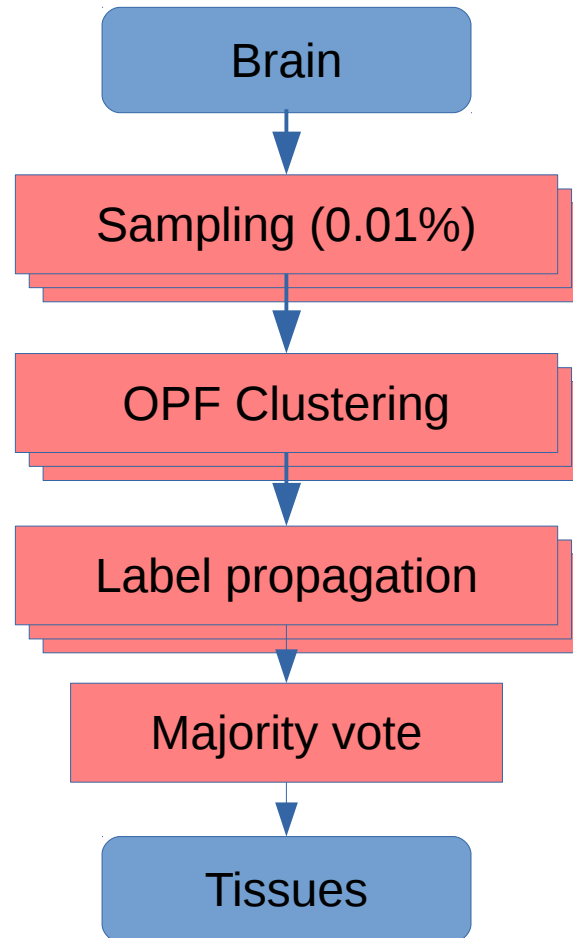 Brain
Sampling (0.01%)
OPF Clustering
Label propagation
Majority vote
Tissues